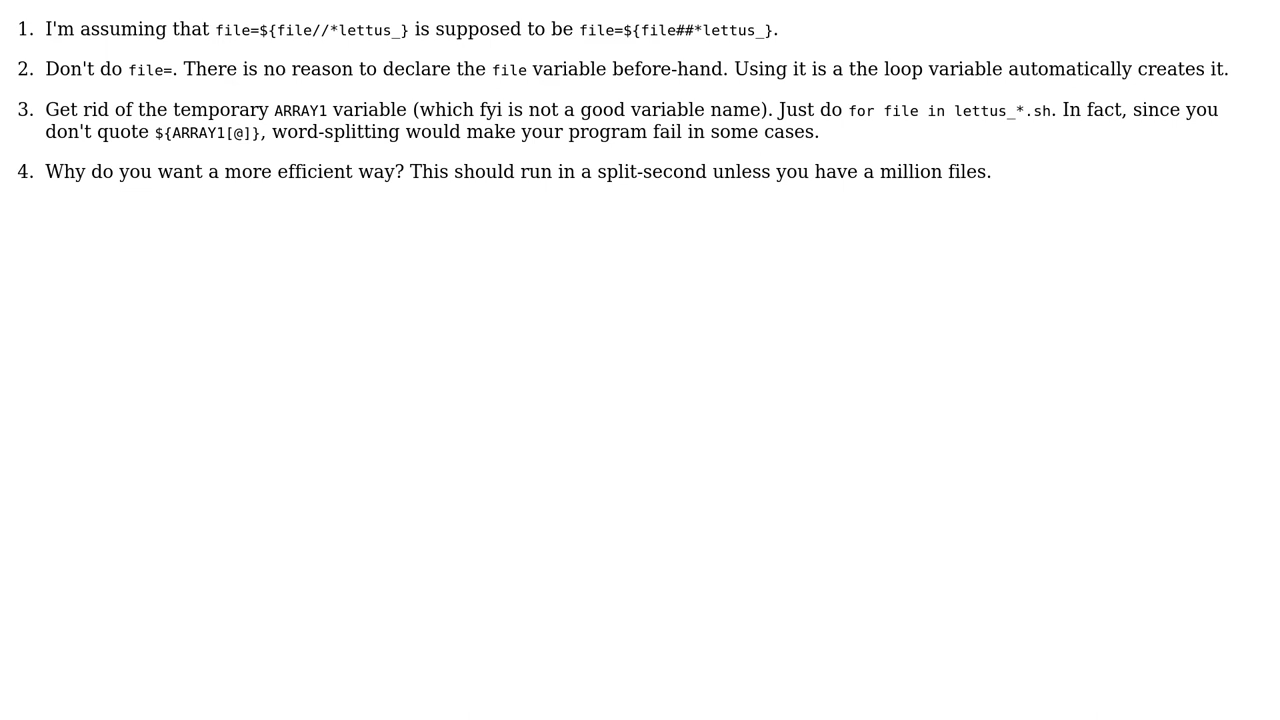 1. I'm assuming that file=${file//*lettus_} is supposed to be file=${file##*lettus_}.
2. Don't do file=. There is no reason to declare the file variable before-hand. Using it is a the loop variable automatically creates it.
3. Get rid of the temporary ARRAY1 variable (which fyi is not a good variable name). Just do for file in lettus_*.sh. In fact, since you
don't quote ${ARRAY1[@]}, word-splitting would make your program fail in some cases.
4. Why do you want a more efficient way? This should run in a split-second unless you have a million files.